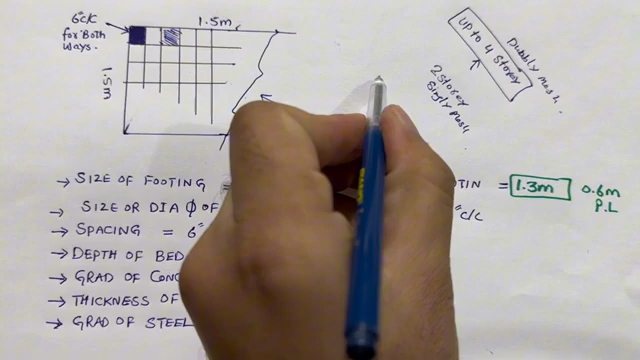 6"c/c
for Both
ways.
1.5m
1.5m
up to 4 Storey
Dubbly mesh.
2 Storey
Singly Mesh
→ SIZE OF FOOTING =
TIN = 1.3m
0.6m
P.L
→ SIZE OR DIA ϕ OF
"c/c
→ SPACING = 6"
→ DEPTH OF BED
→ GRAD OF CONC
→ THICKNESS OF
→ GRAD OF STEEL